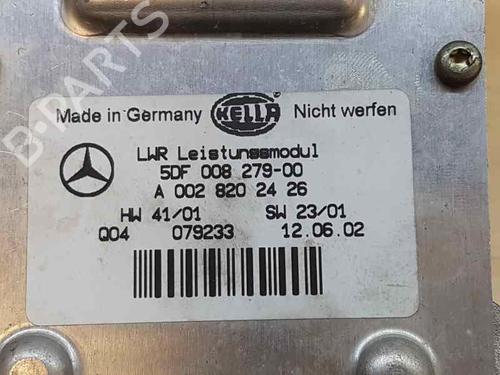 B-PARTS
Made in Germany HELLA Nicht werfen
LWR Leistungsmodul
5DF 008 279-00
A 002 820 24 26
HW 41/01 SW 23/01
Q04 079233 12.06.02